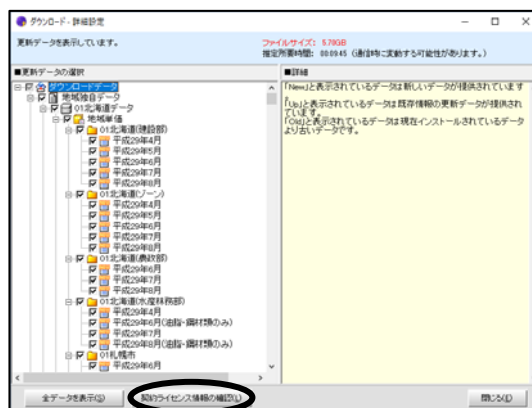 ダウンロード - 詳細設定
更新データを表示しています。
ファイルサイズ: 5.78GB
推定所要時間: 00:09:45 (通信時に変動する可能性があります。)
■更新データの選択
ダウンロードデータ
地域独自データ
01北海道データ
地域単価
01北海道(建設部)
平成29年4月
平成29年5月
平成29年6月
平成29年7月
平成29年8月
01北海道(ゾーン)
平成29年4月
平成29年5月
平成29年6月
平成29年7月
平成29年8月
01北海道(農政部)
平成29年6月
平成29年7月
平成29年8月
01北海道(水産林務部)
平成29年4月
平成29年6月(油脂・鋼材類のみ)
平成29年7月
平成29年8月(油脂・鋼材類のみ)
01札幌市
平成29年6月
■詳細
「New」と表示されているデータは新しいデータが提供されています
。
「Up」と表示されているデータは既存情報の更新データが提供され
ています。
「Old」と表示されているデータは現在インストールされているデータ
より古いデータです。
全データを表示(S)
契約ライセンス情報の確認(L)
閉じる(X)